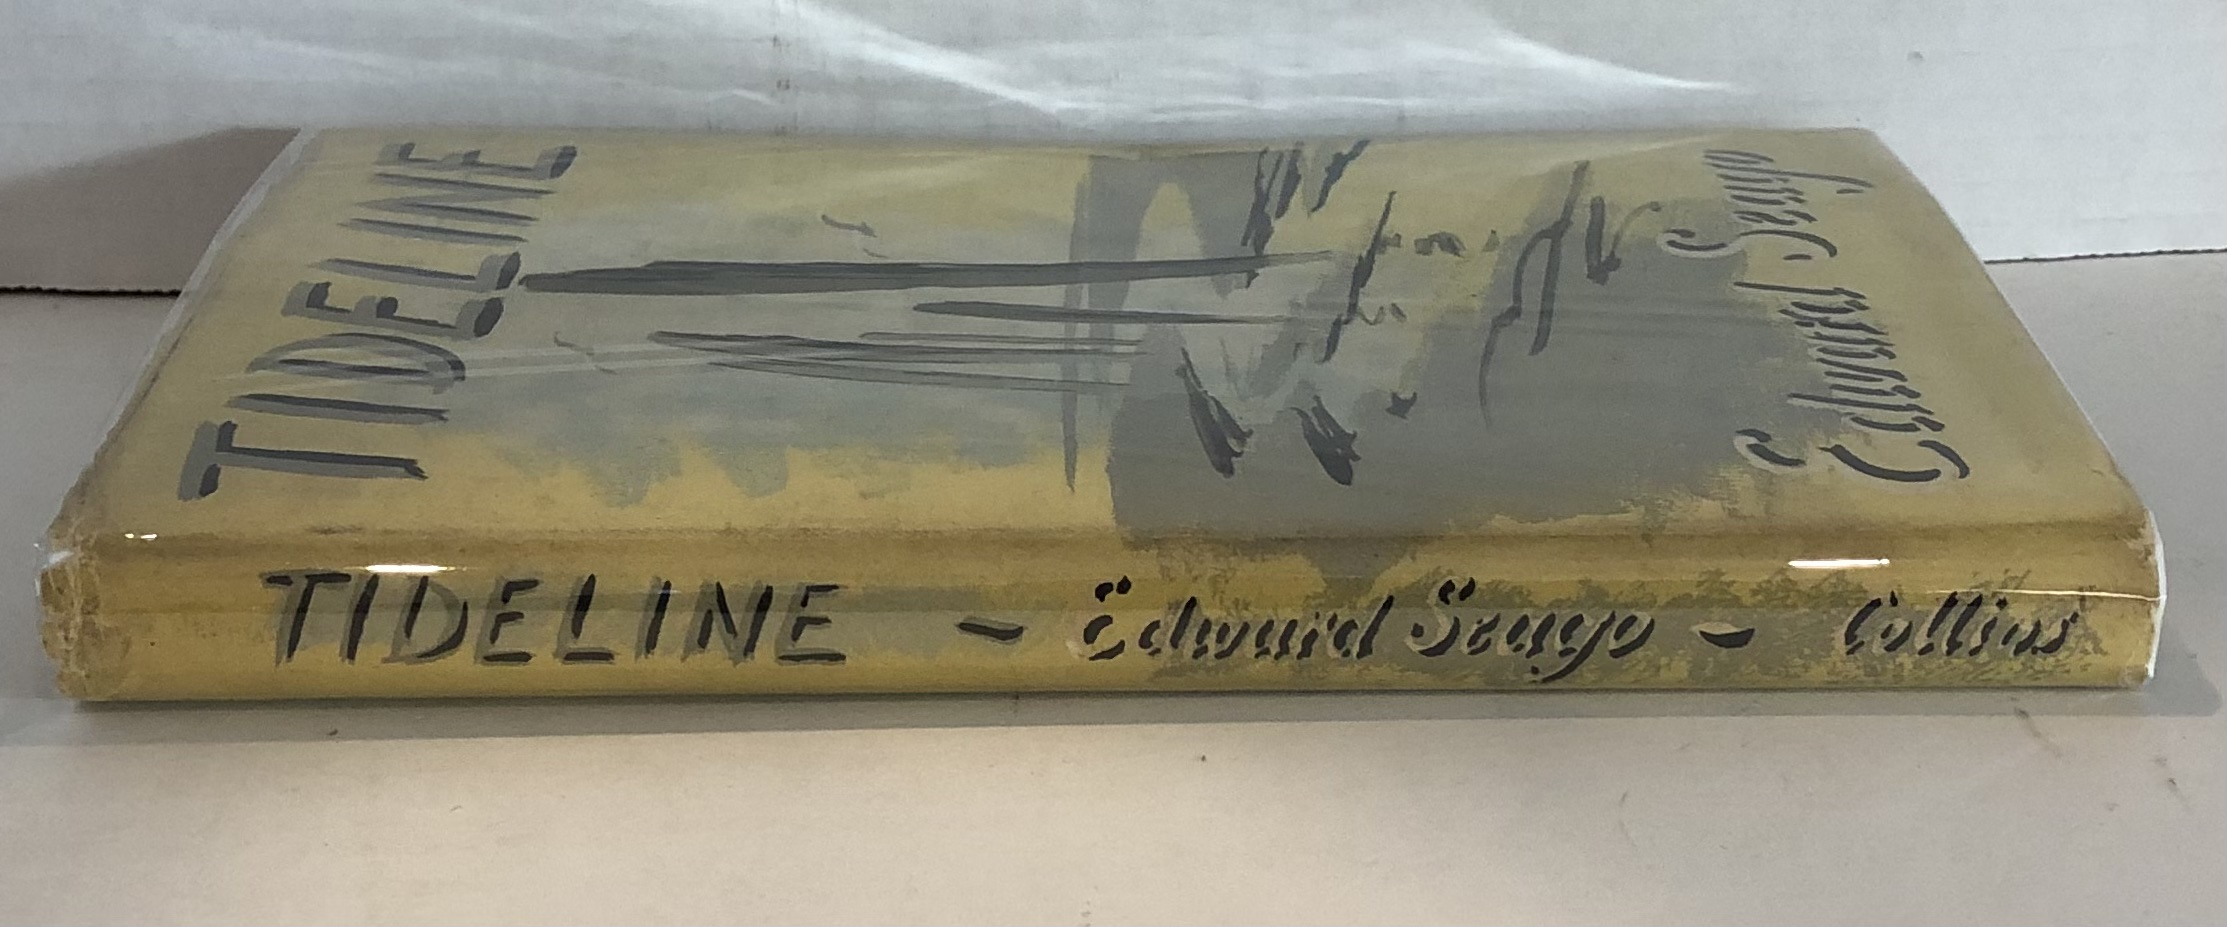 TIDELINE
Edward Seago
TIDELINE - Edward Seago - Collins